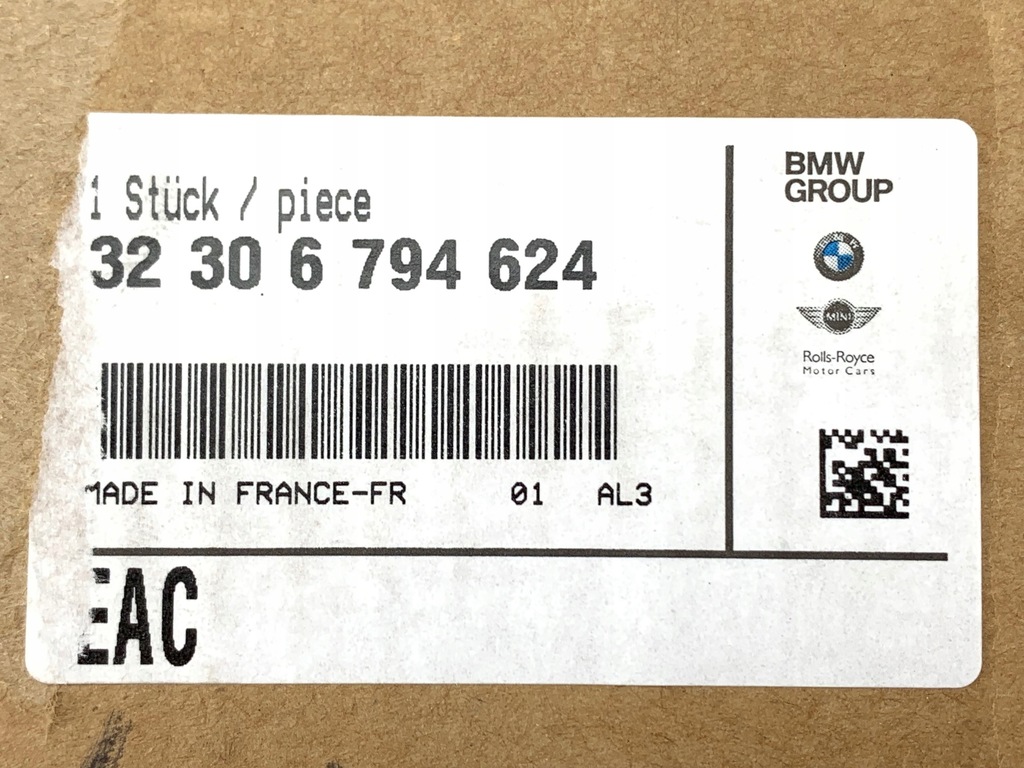 1 Stück / piece
32 30 6 794 624
MADE IN FRANCE-FR 01 AL3
EAC
BMW
GROUP
BMW
MINI
Rolls-Royce
Motor Cars